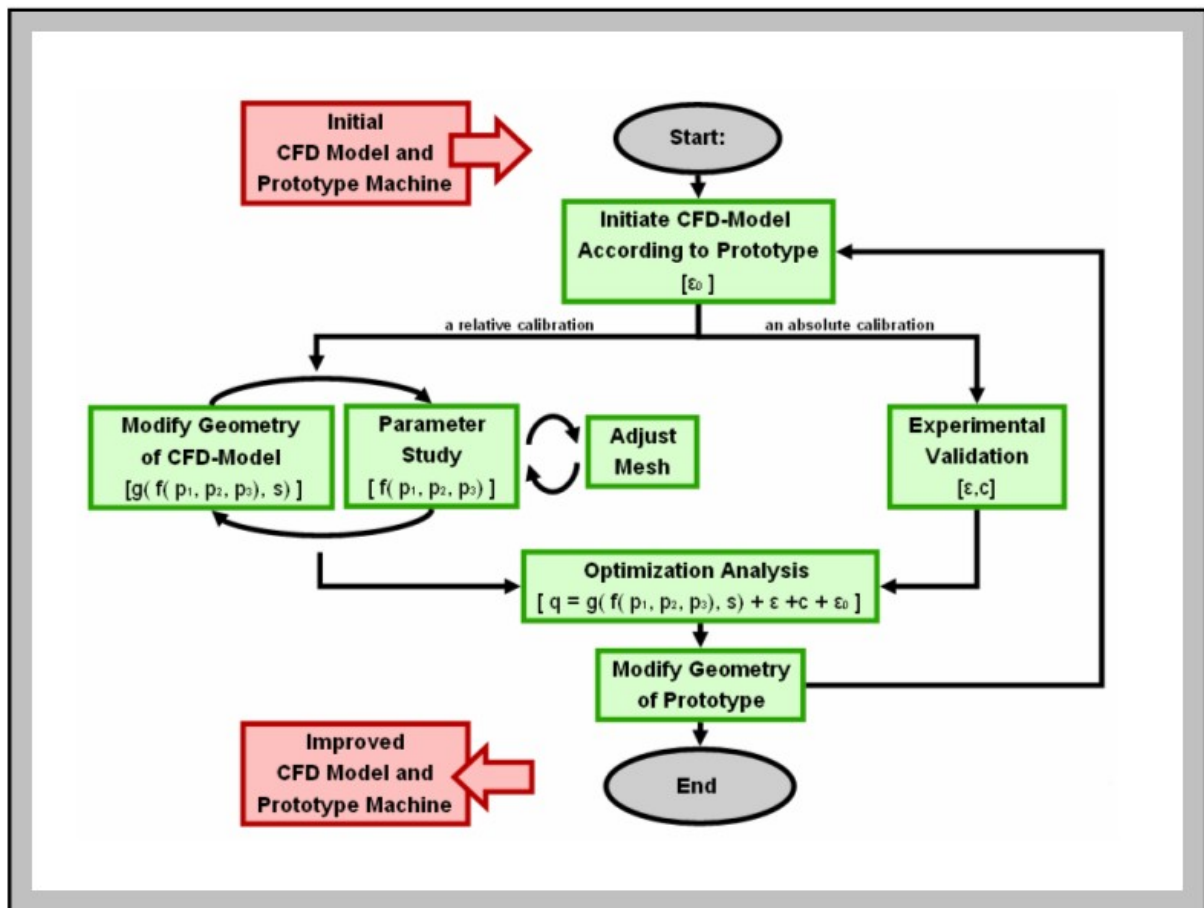 Initial
CFD Model and
Prototype Machine
Start:
Initiate CFD-Model
According to Prototype
[ε₀ ]
a relative calibration
an absolute calibration
Modify Geometry
of CFD-Model
[g( f( p₁, p₂, p₃), s) ]
Parameter
Study
[ f( p₁, p₂, p₃) ]
Adjust
Mesh
Experimental
Validation
[ε,c]
Optimization Analysis
[ q = g( f( p₁, p₂, p₃), s) + ε +c + ε₀ ]
Modify Geometry
of Prototype
Improved
CFD Model and
Prototype Machine
End